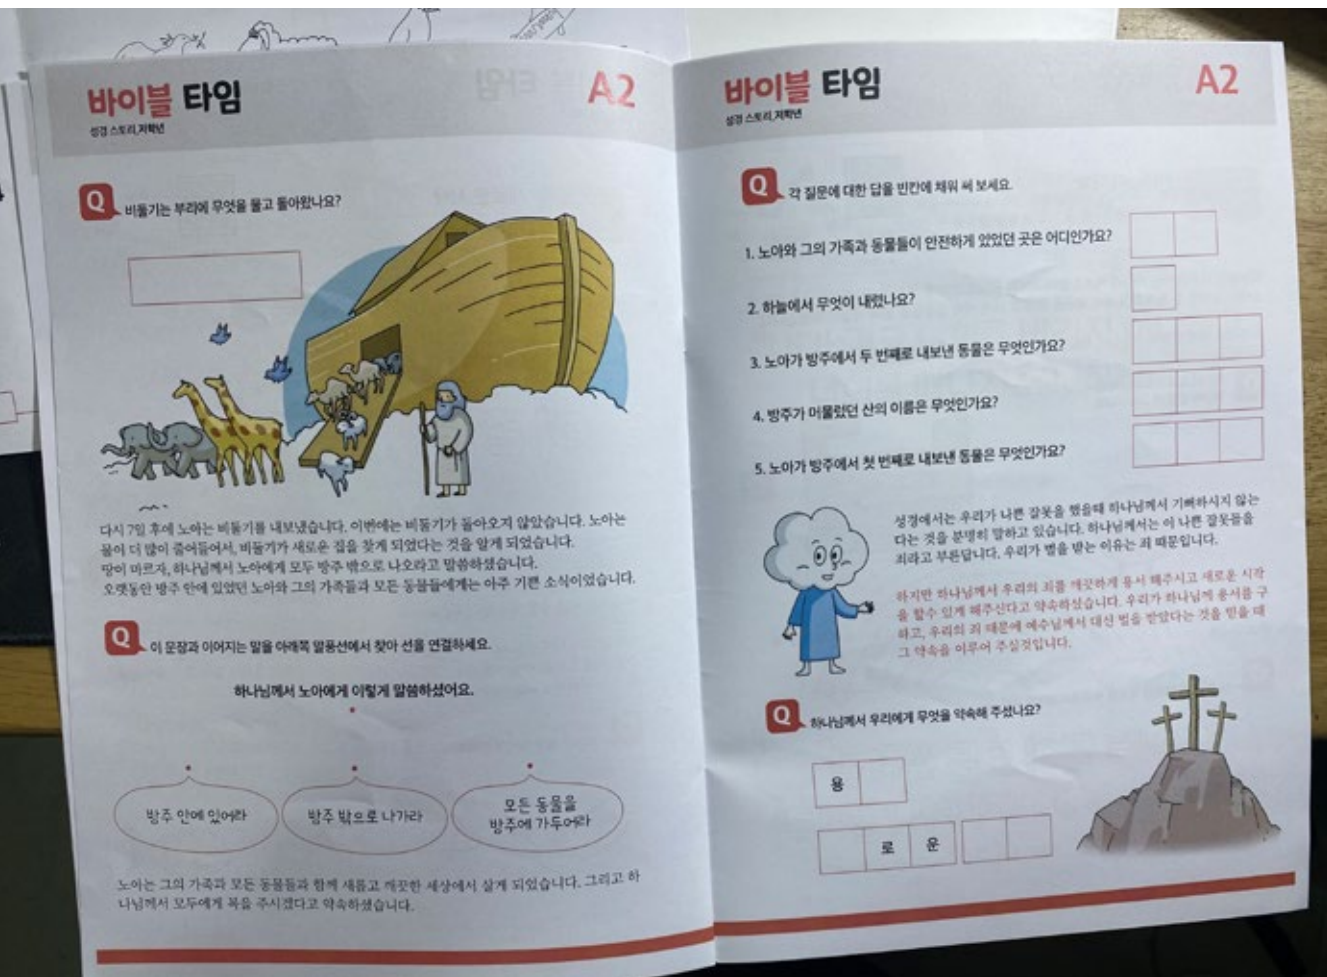 바이블 타임
성경 스토리,저학년
A2
Q 비둘기는 부리에 무엇을 물고 돌아왔나요?
다시 7일 후에 노아는 비둘기를 내보냈습니다. 이번에는 비둘기가 돌아오지 않았습니다. 노아는
물이 더 많이 줄어들어서, 비둘기가 새로운 집을 찾게 되었다는 것을 알게 되었습니다.
땅이 마르자, 하나님께서 노아에게 모두 방주 밖으로 나오라고 말씀하셨습니다.
오랫동안 방주 안에 있었던 노아와 그의 가족들과 모든 동물들에게는 아주 기쁜 소식이었습니다.
Q 이 문장과 이어지는 말을 아래쪽 말풍선에서 찾아 선을 연결하세요.
하나님께서 노아에게 이렇게 말씀하셨어요.
방주 안에 있어라
방주 밖으로 나가라
모든 동물을
방주에 가두어라
노아는 그의 가족과 모든 동물들과 함께 새롭고 깨끗한 세상에서 살게 되었습니다. 그리고 하
나님께서 모두에게 복을 주시겠다고 약속하셨습니다.
바이블 타임
성경 스토리,저학년
A2
Q 각 질문에 대한 답을 빈칸에 채워 써 보세요.
1. 노아와 그의 가족과 동물들이 안전하게 있었던 곳은 어디인가요?
2. 하늘에서 무엇이 내렸나요?
3. 노아가 방주에서 두 번째로 내보낸 동물은 무엇인가요?
4. 방주가 머물렀던 산의 이름은 무엇인가요?
5. 노아가 방주에서 첫 번째로 내보낸 동물은 무엇인가요?
성경에서는 우리가 나쁜 잘못을 했을때 하나님께서 기뻐하시지 않는
다는 것을 분명히 말하고 있습니다. 하나님께서는 이 나쁜 잘못들을
죄라고 부른답니다. 우리가 벌을 받는 이유는 죄 때문입니다.
하지만 하나님께서 우리의 죄를 깨끗하게 용서 해주시고 새로운 시작
을 할수 있게 해주신다고 약속하셨습니다. 우리가 하나님께 용서를 구
하고, 우리의 죄 때문에 예수님께서 대신 벌을 받았다는 것을 믿을 때
그 약속을 이루어 주실것입니다.
Q 하나님께서 우리에게 무엇을 약속해 주셨나요?
용
로 운